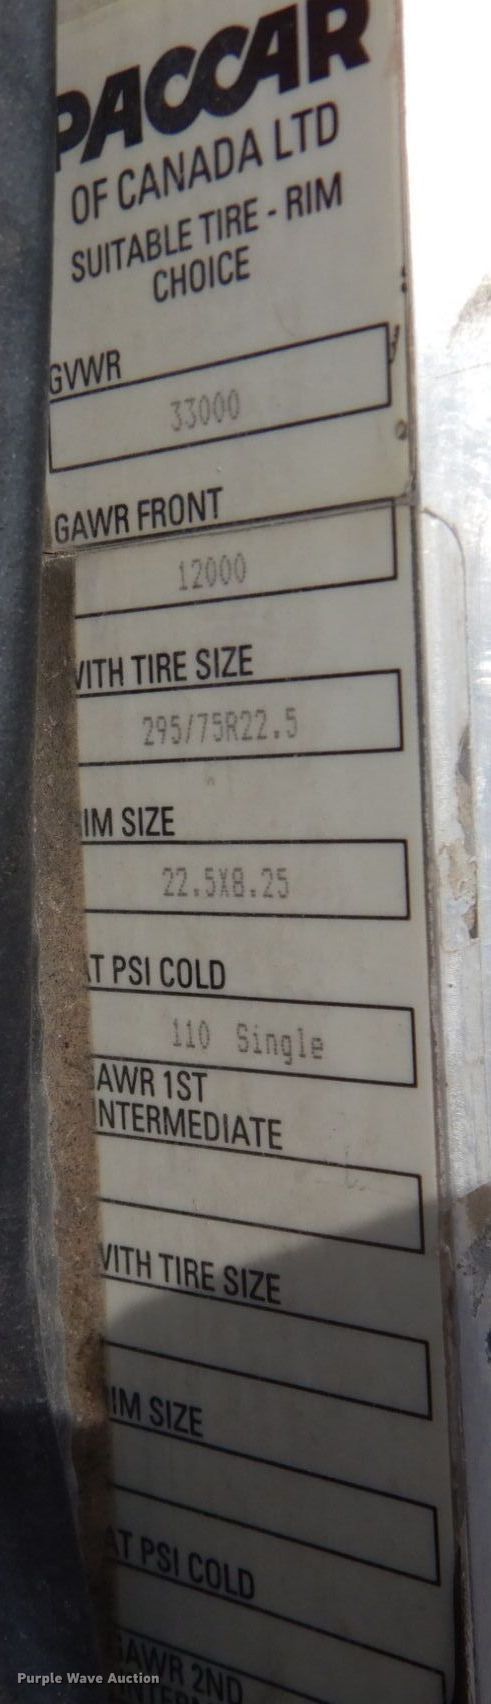 PACCAR
OF CANADA LTD
SUITABLE TIRE - RIM
CHOICE
GVWR
33000
GAWR FRONT
12000
WITH TIRE SIZE
295/75R22.5
RIM SIZE
22.5X8.25
AT PSI COLD
110 Single
GAWR 1ST
INTERMEDIATE
WITH TIRE SIZE
RIM SIZE
AT PSI COLD
GAWR 2ND
INTERM
Purple Wave Auction